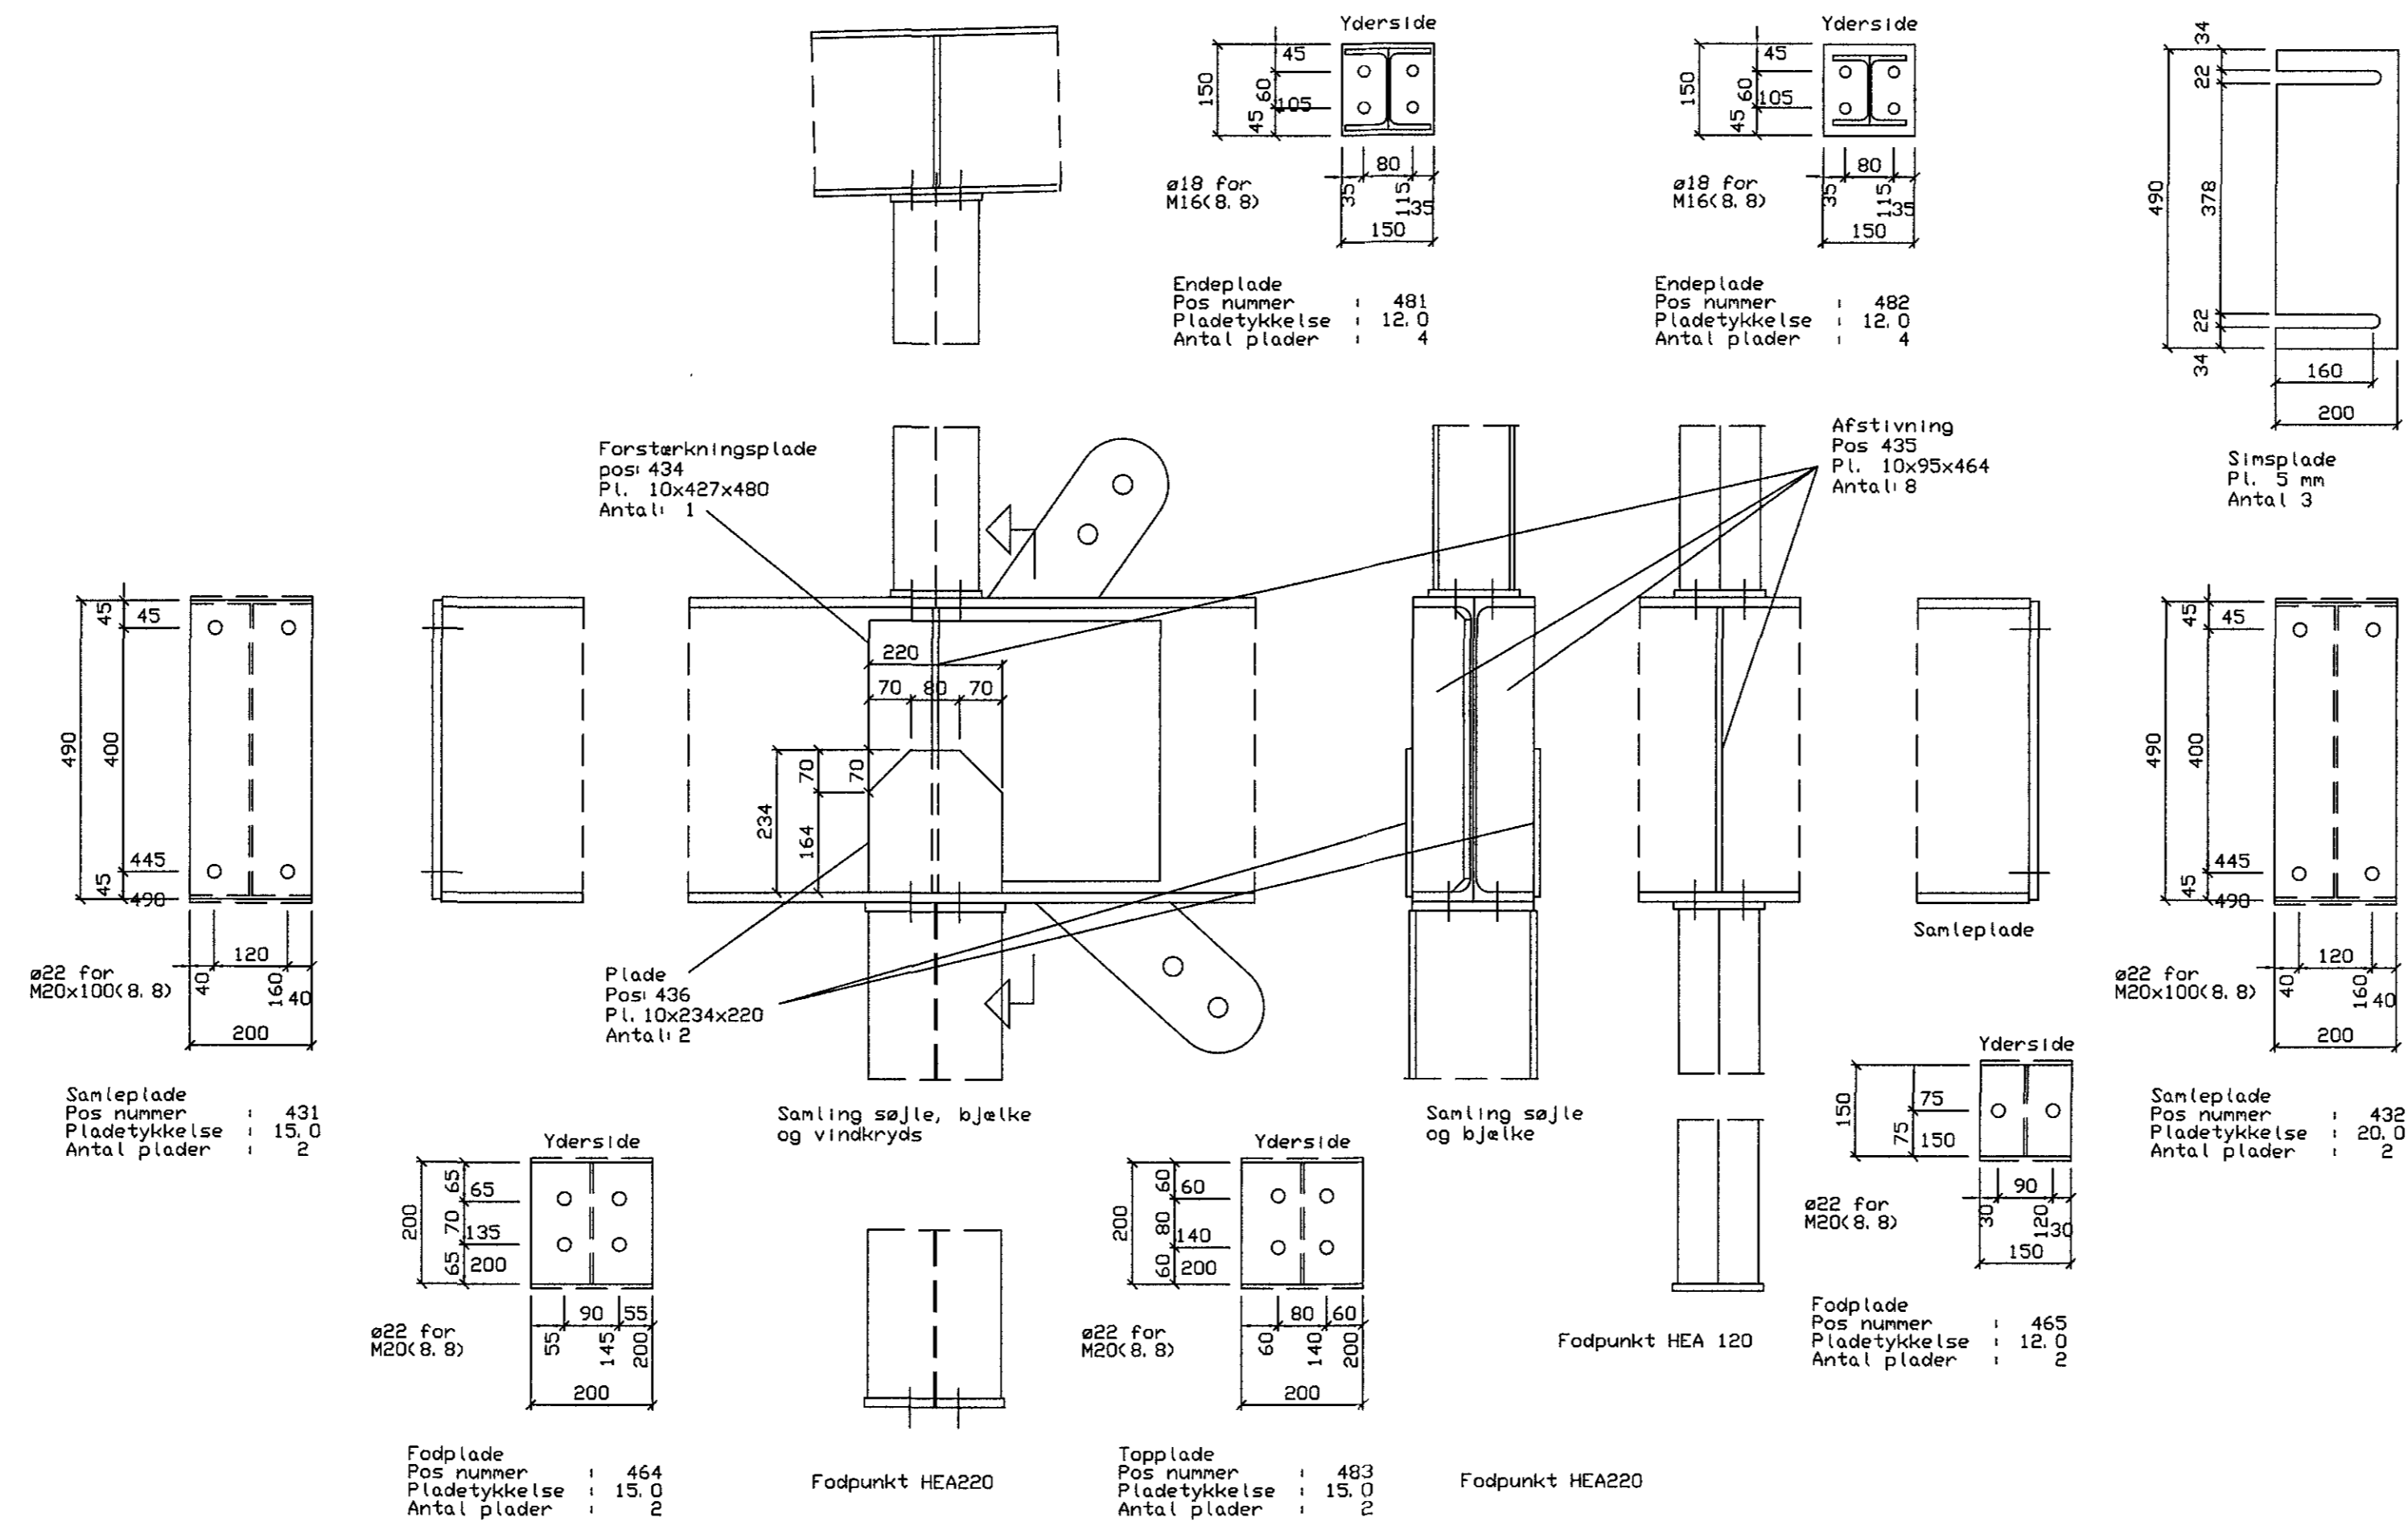 Yderside
45
150
60
105
45
80
35
115
35
150
ø18 for
M16(8.8)
Endeplade
Pos nummer : 481
Pladetykkelse : 12.0
Antal plader : 4
Yderside
45
150
60
105
45
80
35
115
35
150
ø18 for
M16(8.8)
Endeplade
Pos nummer : 482
Pladetykkelse : 12.0
Antal plader : 4
34
22
490
378
22
34
160
200
Simsplade
Pl. 5 mm
Antal 3
Forstærkningsplade
pos: 434
Pl. 10x427x480
Antal: 1
Afstivning
Pos 435
Pl. 10x95x464
Antal: 8
45
45
490
400
445
45
490
120
40
160
40
200
ø22 for
M20x100(8.8)
Samleplade
Pos nummer : 431
Pladetykkelse : 15.0
Antal plader : 2
220
70
80
70
70
70
234
164
Plade
Pos: 436
Pl. 10x234x220
Antal: 2
Samling søjle, bjælke
og vindkryds
Samling søjle
og bjælke
Samleplade
45
45
490
400
445
45
490
120
40
160
40
200
ø22 for
M20x100(8.8)
Samleplade
Pos nummer : 432
Pladetykkelse : 20.0
Antal plader : 2
Yderside
65
65
200
70
135
65
200
90
55
55
145
200
200
ø22 for
M20(8.8)
Fodplade
Pos nummer : 464
Pladetykkelse : 15.0
Antal plader : 2
Fodpunkt HEA220
Yderside
60
60
200
80
140
60
200
80
60
60
140
200
200
ø22 for
M20(8.8)
Topplade
Pos nummer : 483
Pladetykkelse : 15.0
Antal plader : 2
Fodpunkt HEA220
Fodpunkt HEA 120
Yderside
75
150
75
150
90
30
120
30
150
ø22 for
M20(8.8)
Fodplade
Pos nummer : 465
Pladetykkelse : 12.0
Antal plader : 2